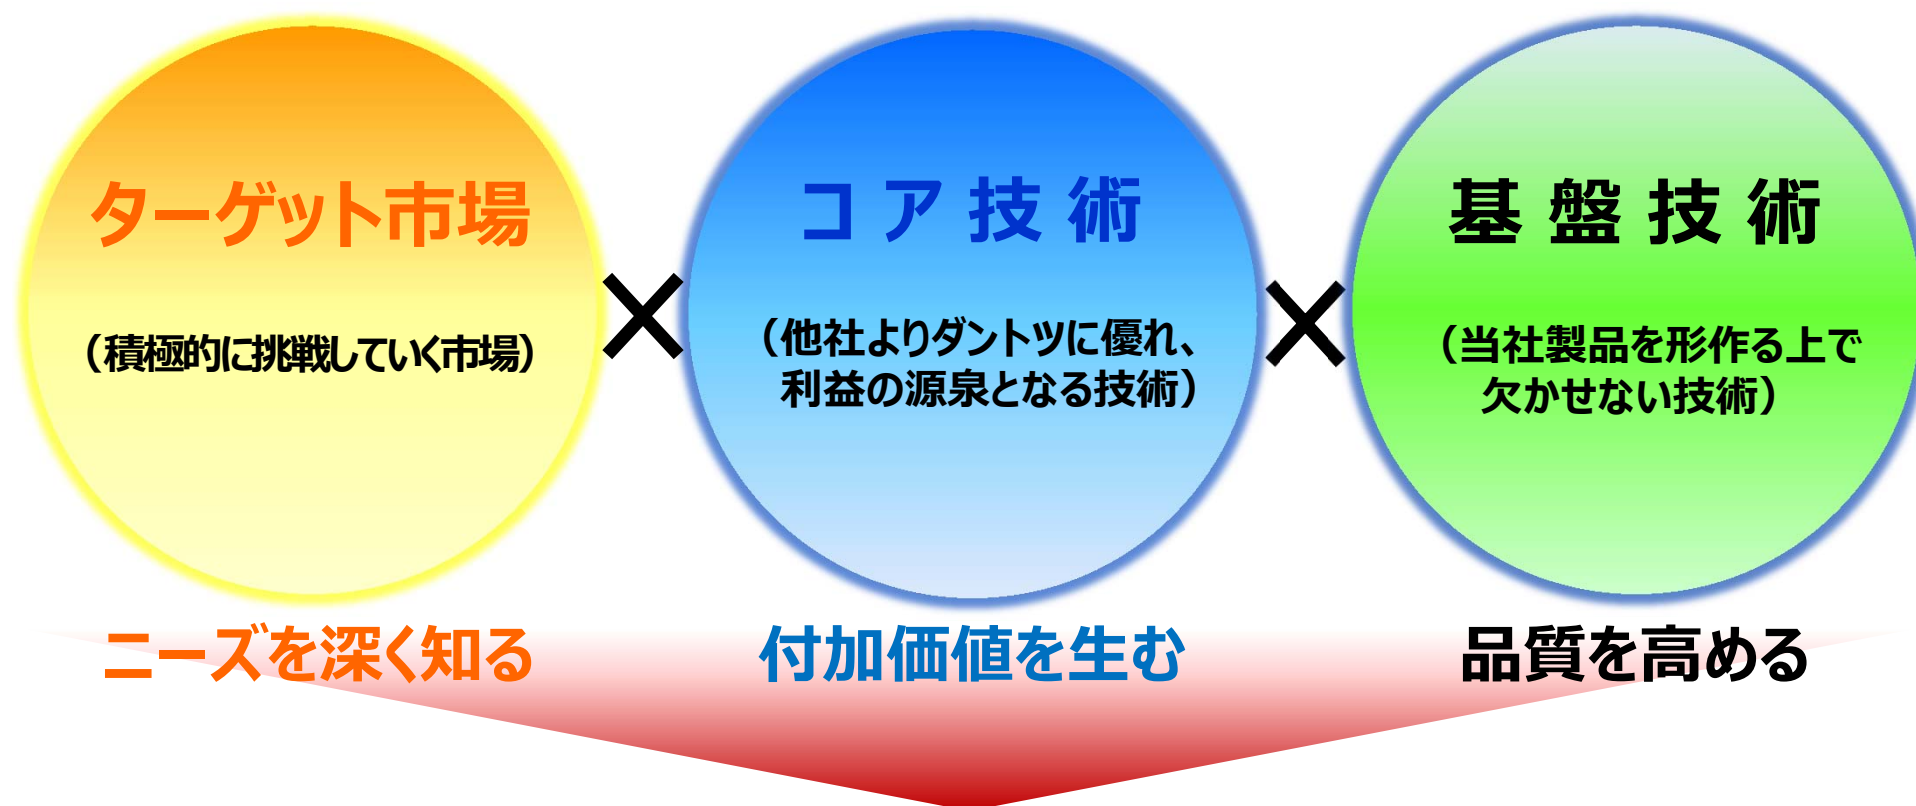 ターゲット市場
（積極的に挑戦していく市場）
×
コア技術
（他社よりダントツに優れ、
利益の源泉となる技術）
×
基盤技術
（当社製品を形作る上で
欠かせない技術）
ニーズを深く知る
付加価値を生む
品質を高める